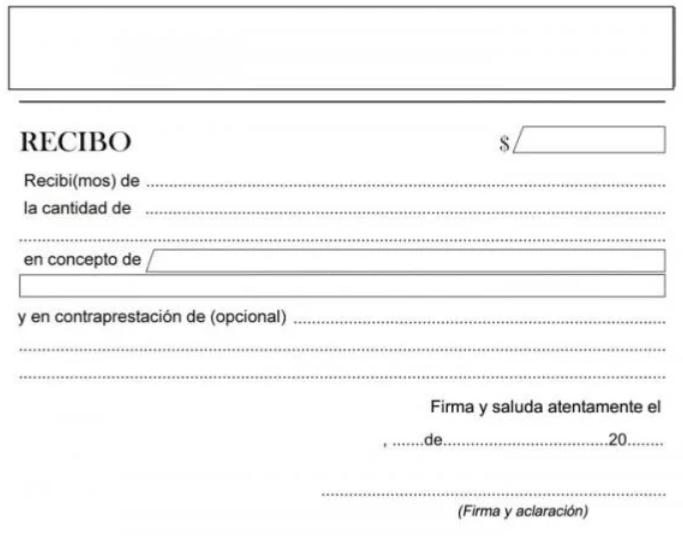 RECIBO
$
Recibi(mos) de ........................................
la cantidad de ........................................
........................................
en concepto de
y en contraprestación de (opcional) ........................................
........................................
........................................
Firma y saluda atentamente el
, .......de..................................20........
........................................
(Firma y aclaración)